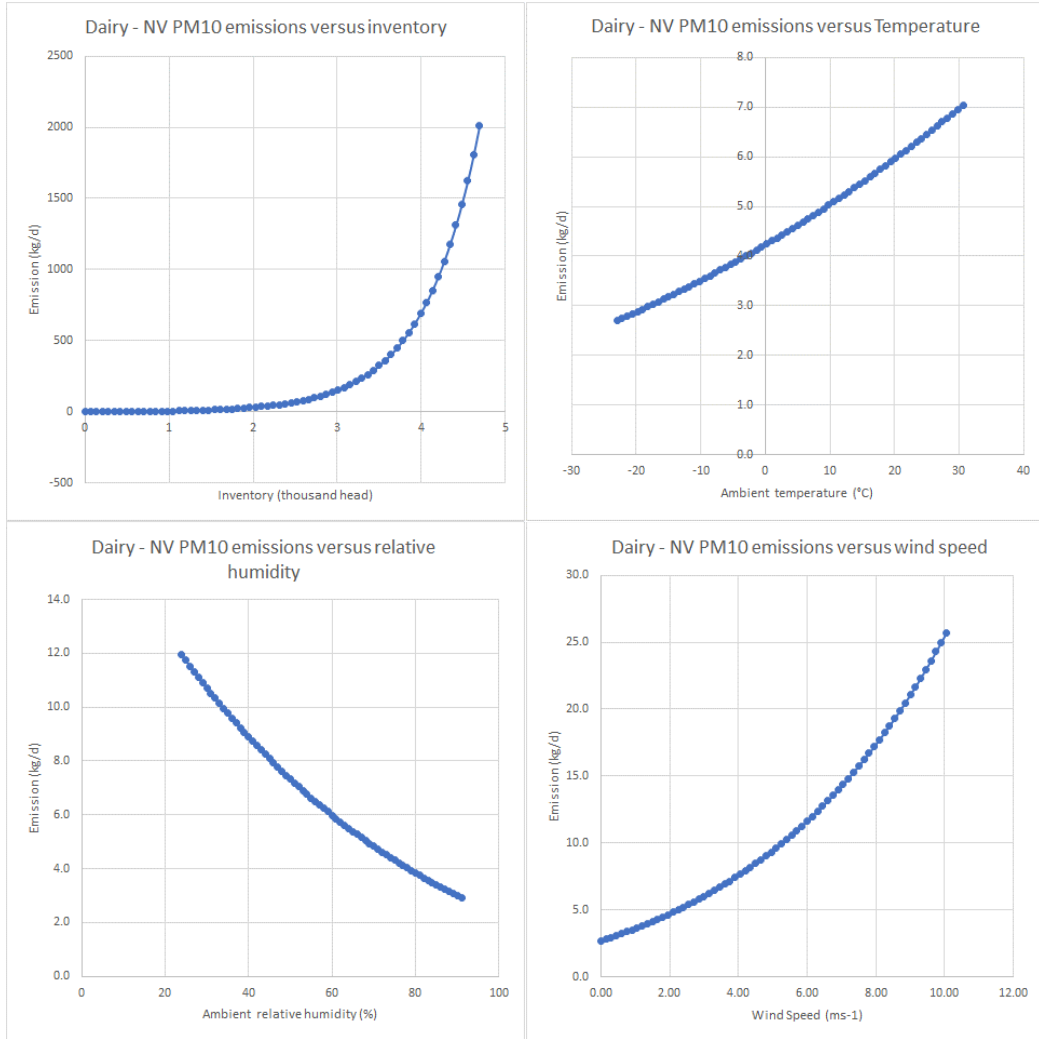 Dairy - NV PM10 emissions versus inventory
2500
2000
1500
1000
500
0
-500
0 1 2 3 4 5
Emission (kg/d)
Inventory (thousand head)
Dairy - NV PM10 emissions versus Temperature
8.0
7.0
6.0
5.0
4.0
3.0
2.0
1.0
0.0
-30 -20 -10 0 10 20 30 40
Emission (kg/d)
Ambient temperature (°C)
Dairy - NV PM10 emissions versus relative
humidity
14.0
12.0
10.0
8.0
6.0
4.0
2.0
0.0
0 20 40 60 80 100
Emission (kg/d)
Ambient relative humidity (%)
Dairy - NV PM10 emissions versus wind speed
30.0
25.0
20.0
15.0
10.0
5.0
0.0
0.00 2.00 4.00 6.00 8.00 10.00 12.00
Emission (kg/d)
Wind Speed (ms-1)